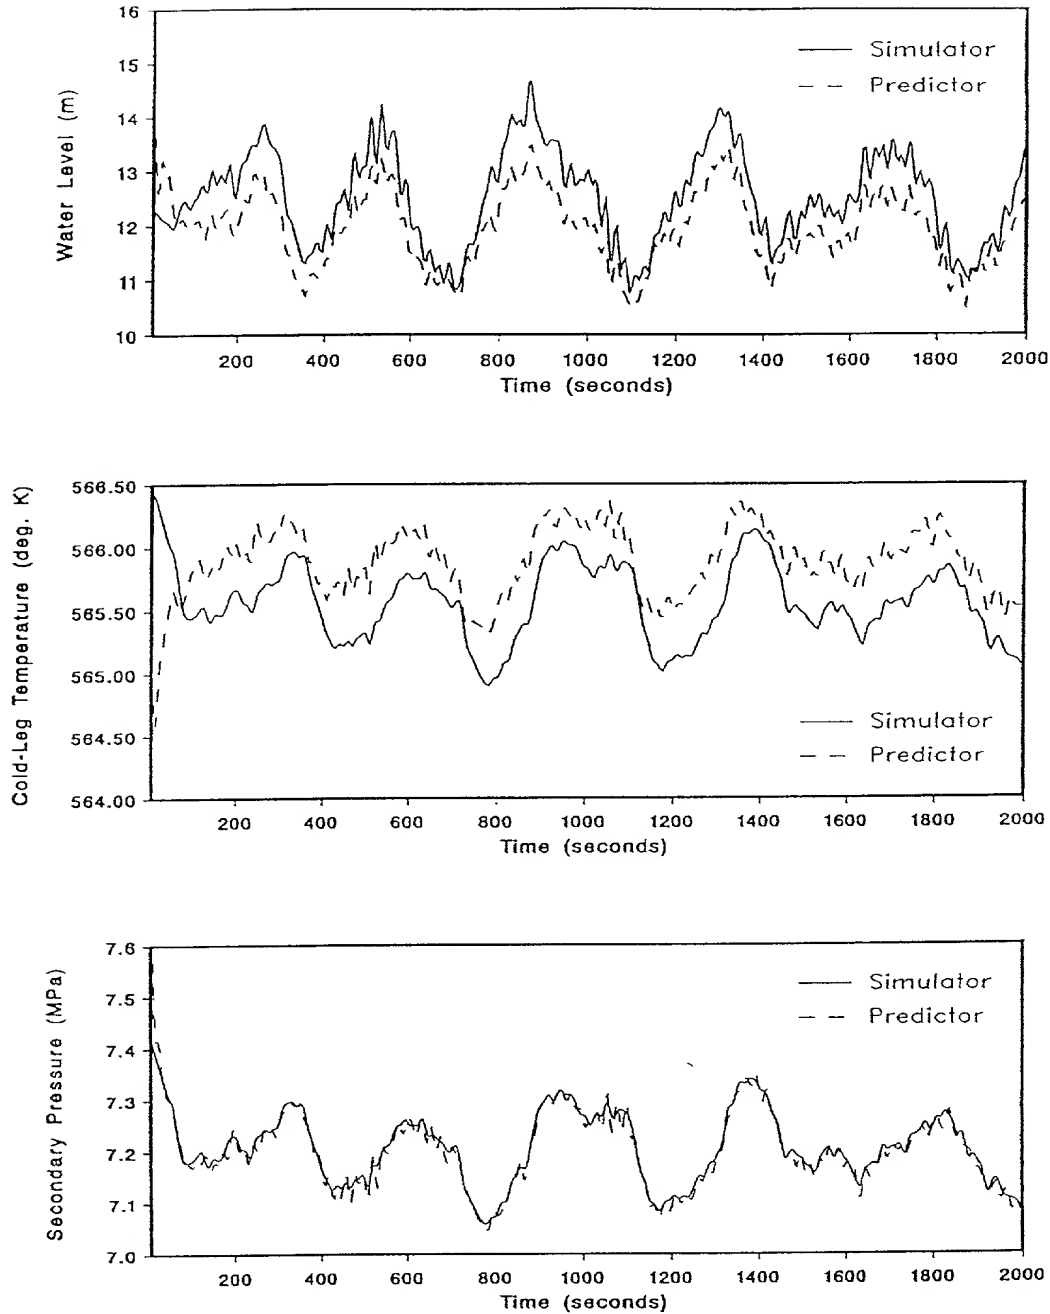 16
15
14
13
12
11
10
Water Level (m)
Simulator
Predictor
200 400 600 800 1000 1200 1400 1600 1800 2000
Time (seconds)
566.50
566.00
565.50
565.00
564.50
564.00
Cold-Leg Temperature (deg. K)
Simulator
Predictor
200 400 600 800 1000 1200 1400 1600 1800 2000
Time (seconds)
7.6
7.5
7.4
7.3
7.2
7.1
7.0
Secondary Pressure (MPa)
Simulator
Predictor
200 400 600 800 1000 1200 1400 1600 1800 2000
Time (seconds)